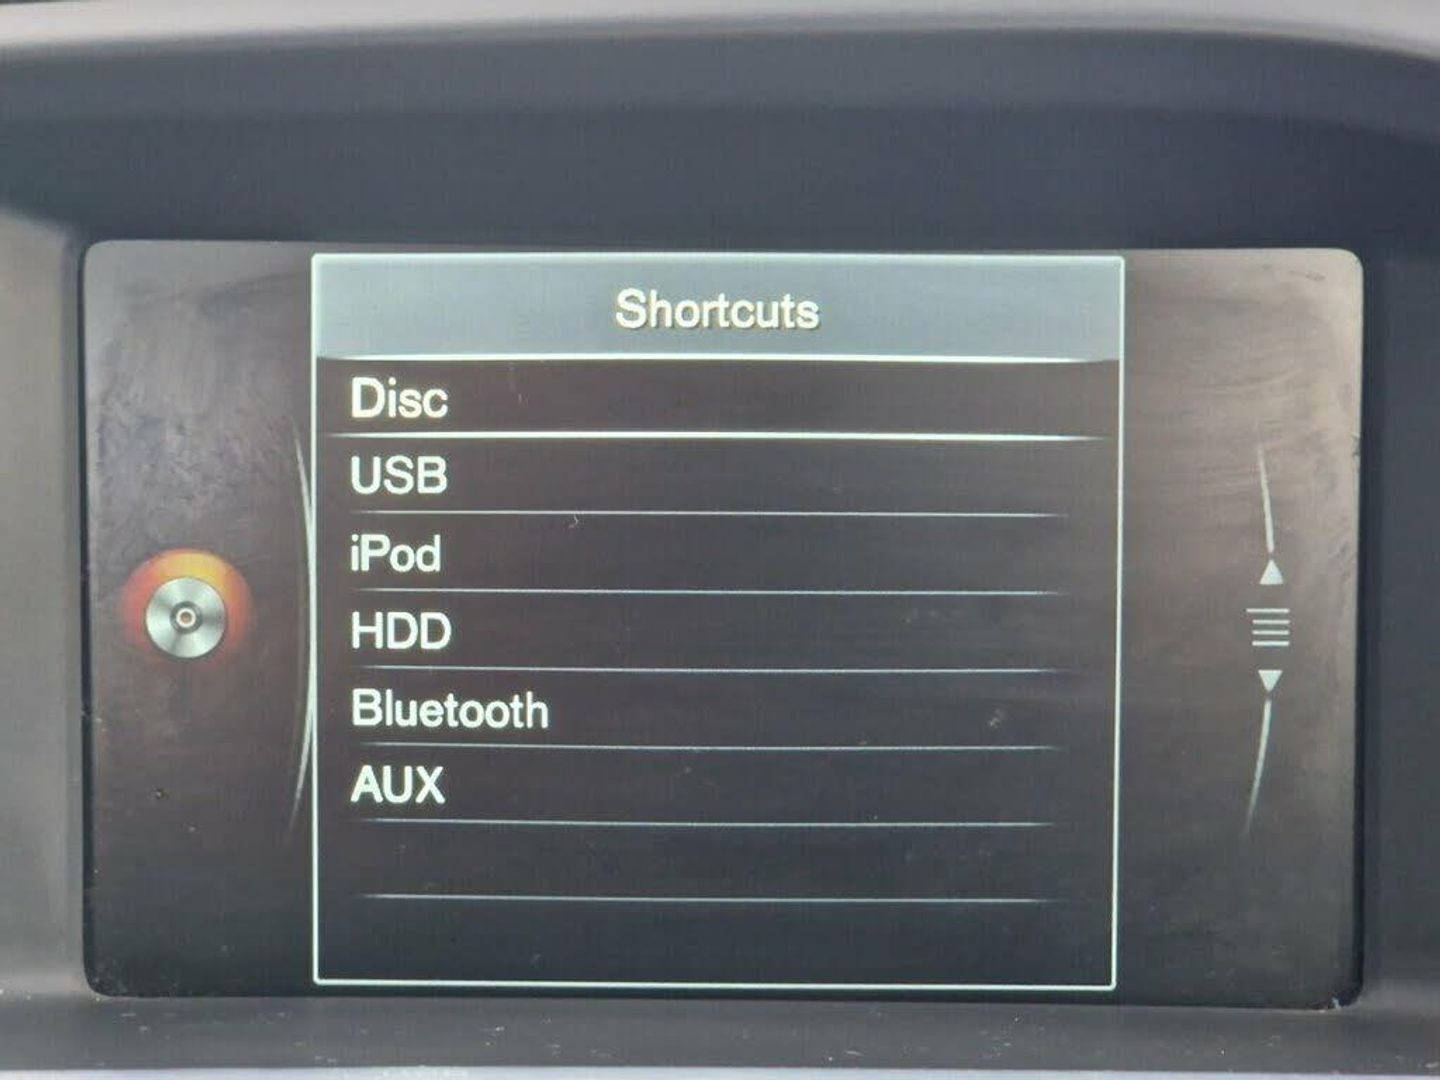 Shortcuts
Disc
USB
iPod
HDD
Bluetooth
AUX